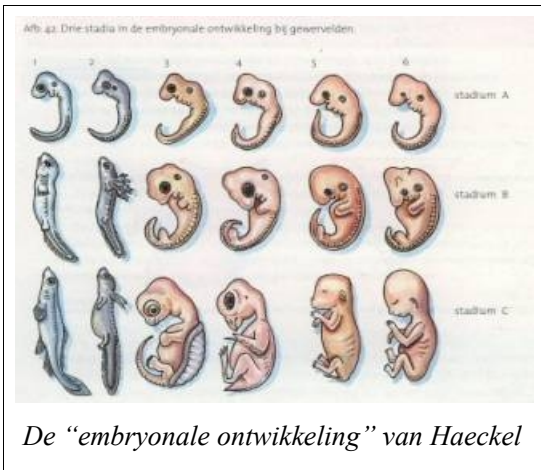 Afb. 42. Drie stadia in de embryonale ontwikkeling bij gewervelden.
1 2 3 4 5 6
stadium A
stadium B
stadium C
De “embryonale ontwikkeling” van Haeckel